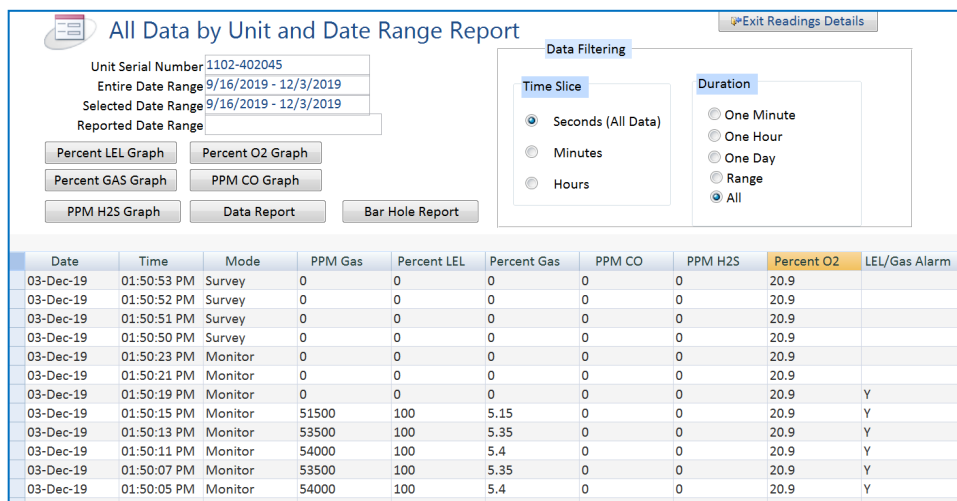 All Data by Unit and Date Range Report
Exit Readings Details
Unit Serial Number 1102-402045
Entire Date Range 9/16/2019 - 12/3/2019
Selected Date Range 9/16/2019 - 12/3/2019
Reported Date Range
Percent LEL Graph Percent O2 Graph
Percent GAS Graph PPM CO Graph
PPM H2S Graph Data Report Bar Hole Report
Data Filtering
Time Slice
Seconds (All Data)
Minutes
Hours
Duration
One Minute
One Hour
One Day
Range
All
Date Time Mode PPM Gas Percent LEL Percent Gas PPM CO PPM H2S Percent O2 LEL/Gas Alarm
03-Dec-19 01:50:53 PM Survey 0 0 0 0 0 20.9
03-Dec-19 01:50:52 PM Survey 0 0 0 0 0 20.9
03-Dec-19 01:50:51 PM Survey 0 0 0 0 0 20.9
03-Dec-19 01:50:50 PM Survey 0 0 0 0 0 20.9
03-Dec-19 01:50:23 PM Monitor 0 0 0 0 0 20.9
03-Dec-19 01:50:21 PM Monitor 0 0 0 0 0 20.9
03-Dec-19 01:50:19 PM Monitor 0 0 0 0 0 20.9 Y
03-Dec-19 01:50:15 PM Monitor 51500 100 5.15 0 0 20.9 Y
03-Dec-19 01:50:13 PM Monitor 53500 100 5.35 0 0 20.9 Y
03-Dec-19 01:50:11 PM Monitor 54000 100 5.4 0 0 20.9 Y
03-Dec-19 01:50:07 PM Monitor 53500 100 5.35 0 0 20.9 Y
03-Dec-19 01:50:05 PM Monitor 54000 100 5.4 0 0 20.9 Y